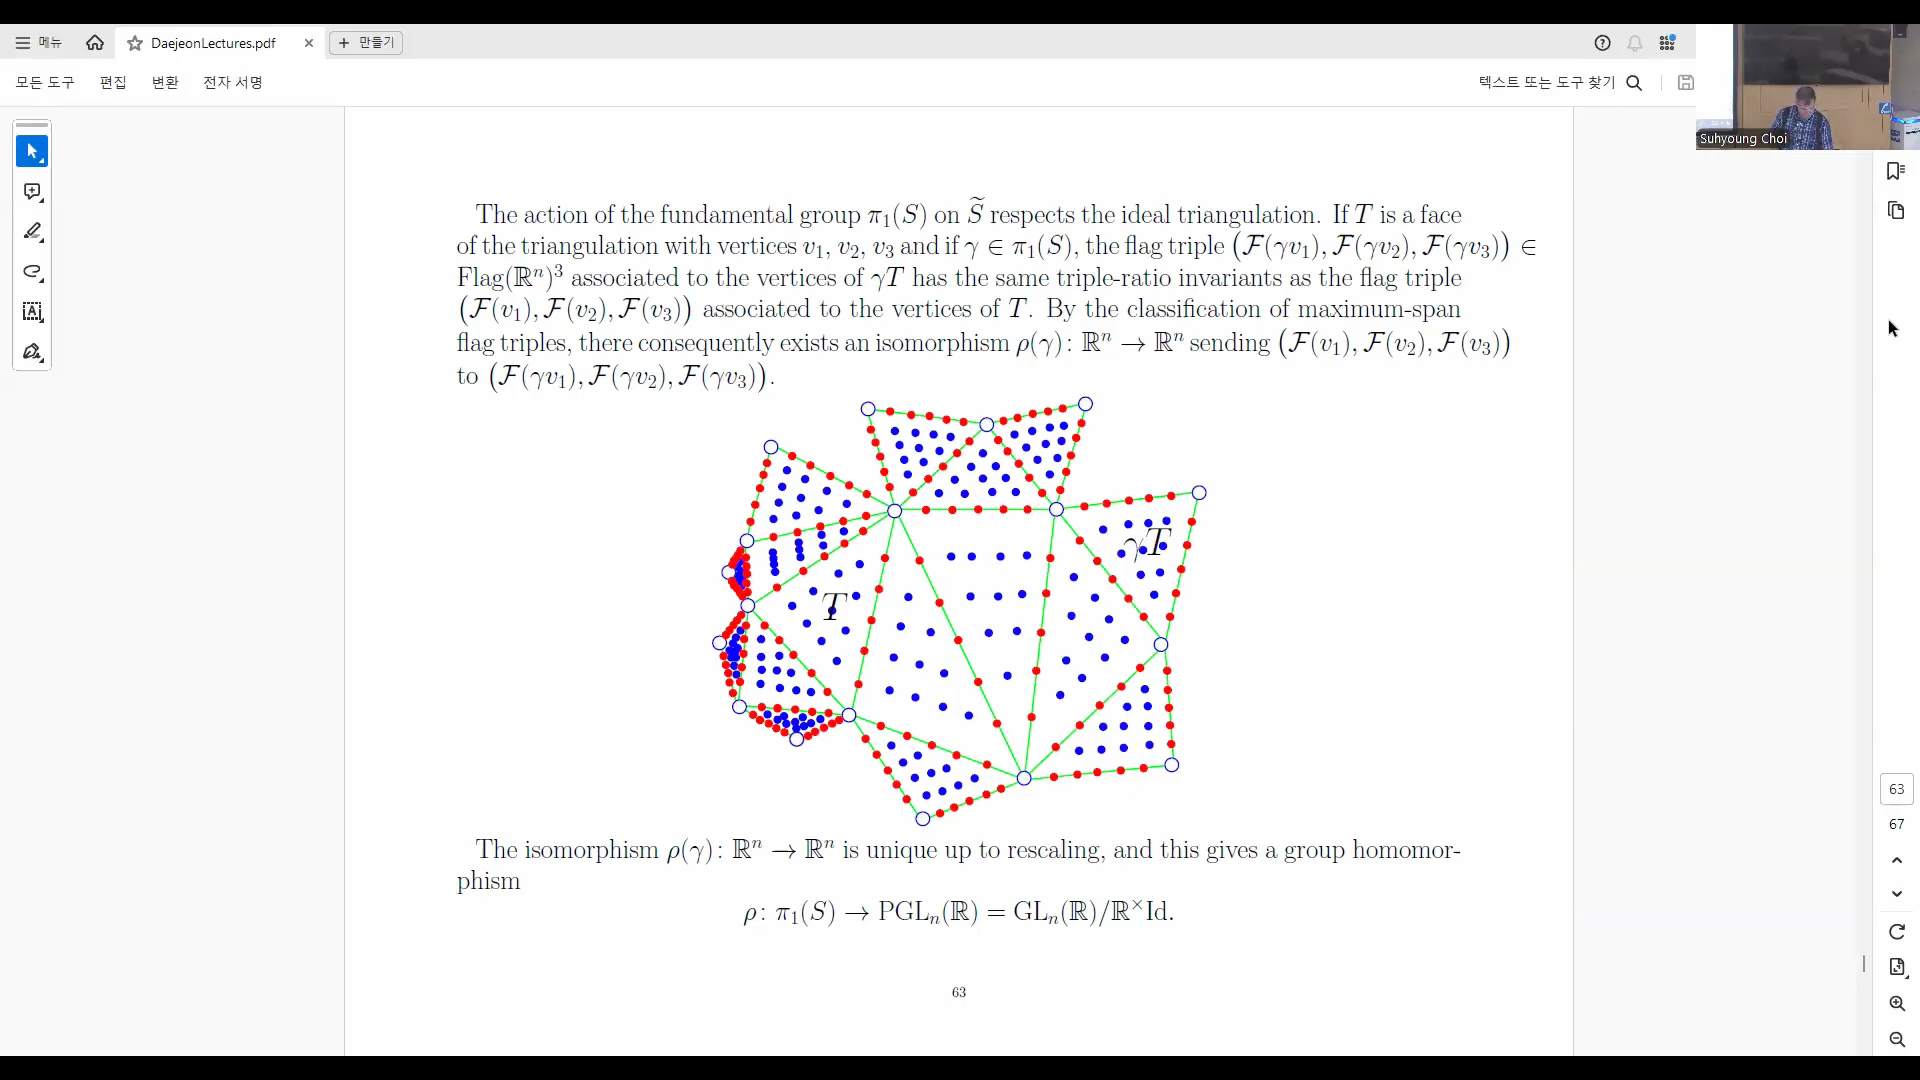 메뉴
DaejeonLectures.pdf
만들기
모든 도구 편집 변환 전자 서명
텍스트 또는 도구 찾기
Suhyoung Choi
The action of the fundamental group π₁(S) on S̃ respects the ideal triangulation. If T is a face
of the triangulation with vertices v₁, v₂, v₃ and if γ ∈ π₁(S), the flag triple (ℱ(γv₁), ℱ(γv₂), ℱ(γv₃)) ∈
Flag(ℝⁿ)³ associated to the vertices of γT has the same triple-ratio invariants as the flag triple
(ℱ(v₁), ℱ(v₂), ℱ(v₃)) associated to the vertices of T. By the classification of maximum-span
flag triples, there consequently exists an isomorphism ρ(γ): ℝⁿ → ℝⁿ sending (ℱ(v₁), ℱ(v₂), ℱ(v₃))
to (ℱ(γv₁), ℱ(γv₂), ℱ(γv₃)).
γT
T
The isomorphism ρ(γ): ℝⁿ → ℝⁿ is unique up to rescaling, and this gives a group homomor-
phism
ρ: π₁(S) → PGLₙ(ℝ) = GLₙ(ℝ)/ℝ×Id.
63
63
67